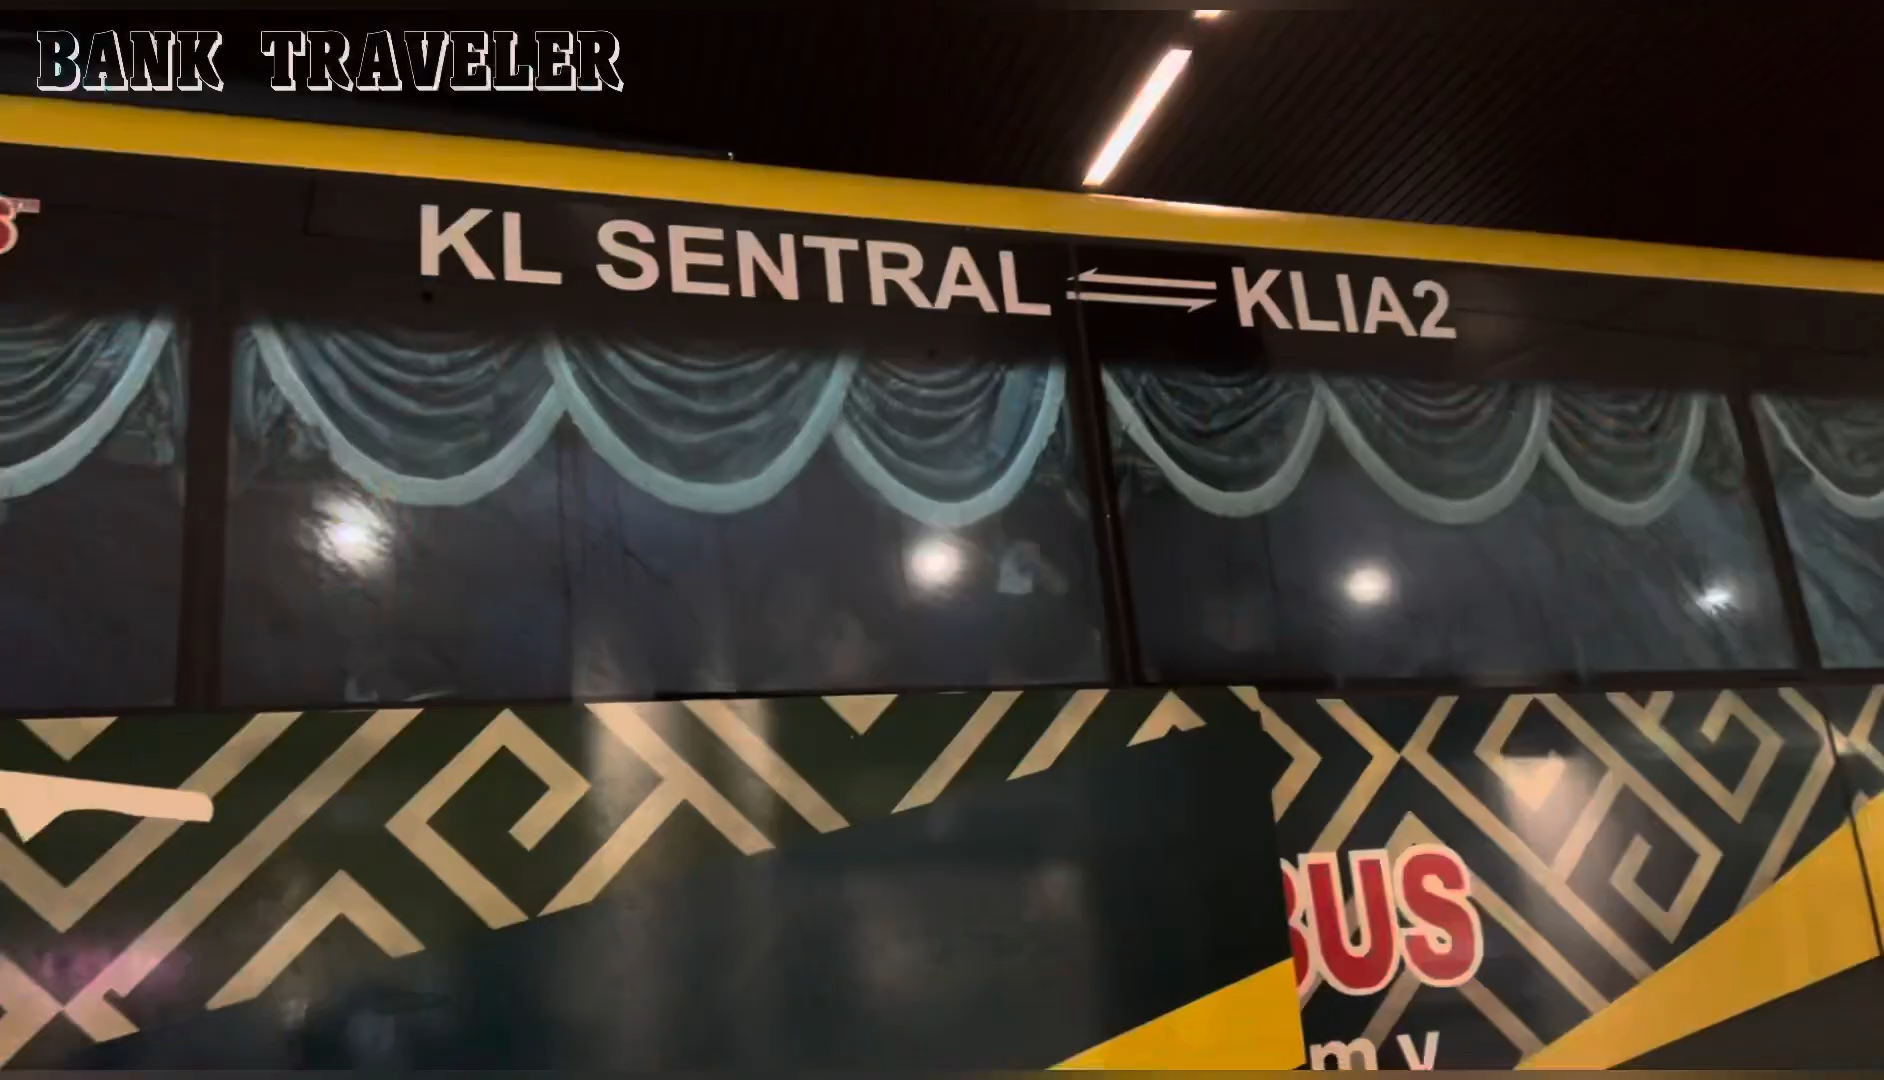 BANK TRAVELER
KL SENTRAL ⇌ KLIA2
BUS